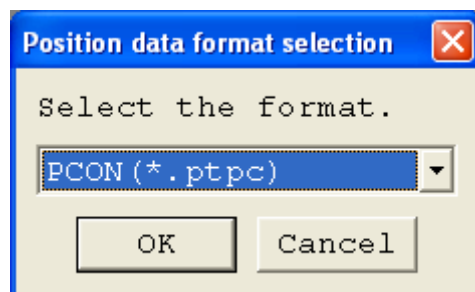 Position data format selection
Select the format.
PCON(*.ptpc)
OK Cancel